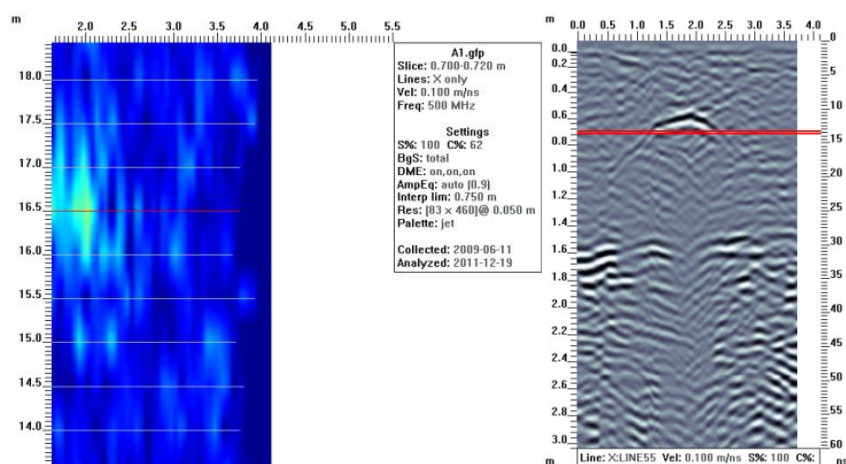 m
2.0 2.5 3.0 3.5 4.0 4.5 5.0 5.5
18.0
17.5
17.0
16.5
16.0
15.5
15.0
14.5
14.0
A1.gfp
Slice: 0.700-0.720 m
Lines: X only
Vel: 0.100 m/ns
Freq: 500 MHz
Settings
S%: 100 C%: 62
BgS: total
DME: on,on,on
AmpEq: auto [0.9]
Interp lim: 0.750 m
Res: [83 x 460]@ 0.050 m
Palette: jet
Collected: 2009-06-11
Analyzed: 2011-12-19
m
0.0 0.5 1.0 1.5 2.0 2.5 3.0 3.5 4.0
0.0
0.2
0.4
0.6
0.8
1.0
1.2
1.4
1.6
1.8
2.0
2.2
2.4
2.6
2.8
3.0
m
0
5
10
15
20
25
30
35
40
45
50
55
60
ns
Line: X:LINE55 Vel: 0.100 m/ns S%: 100 C%: